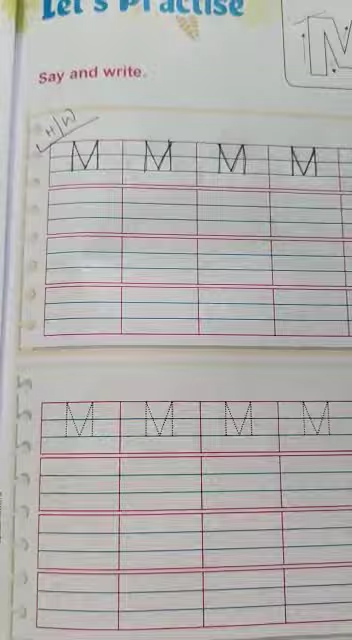 Let's Practise
M
Say and write.
H/W
M M M M
M M M M